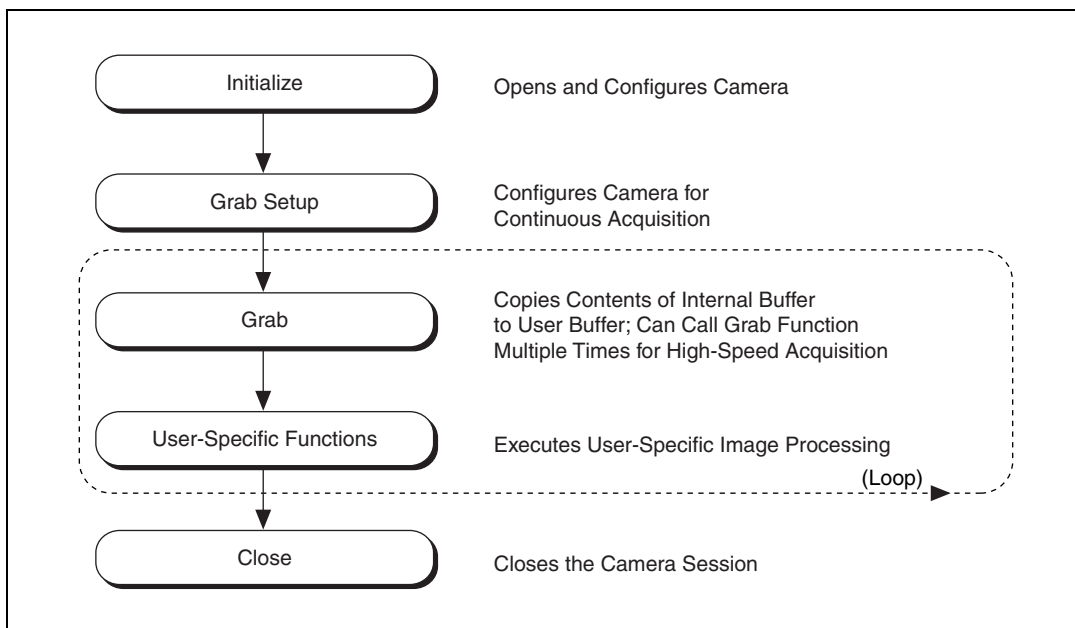 Initialize
Opens and Configures Camera
Grab Setup
Configures Camera for
Continuous Acquisition
Grab
Copies Contents of Internal Buffer
to User Buffer; Can Call Grab Function
Multiple Times for High-Speed Acquisition
User-Specific Functions
Executes User-Specific Image Processing
(Loop)
Close
Closes the Camera Session